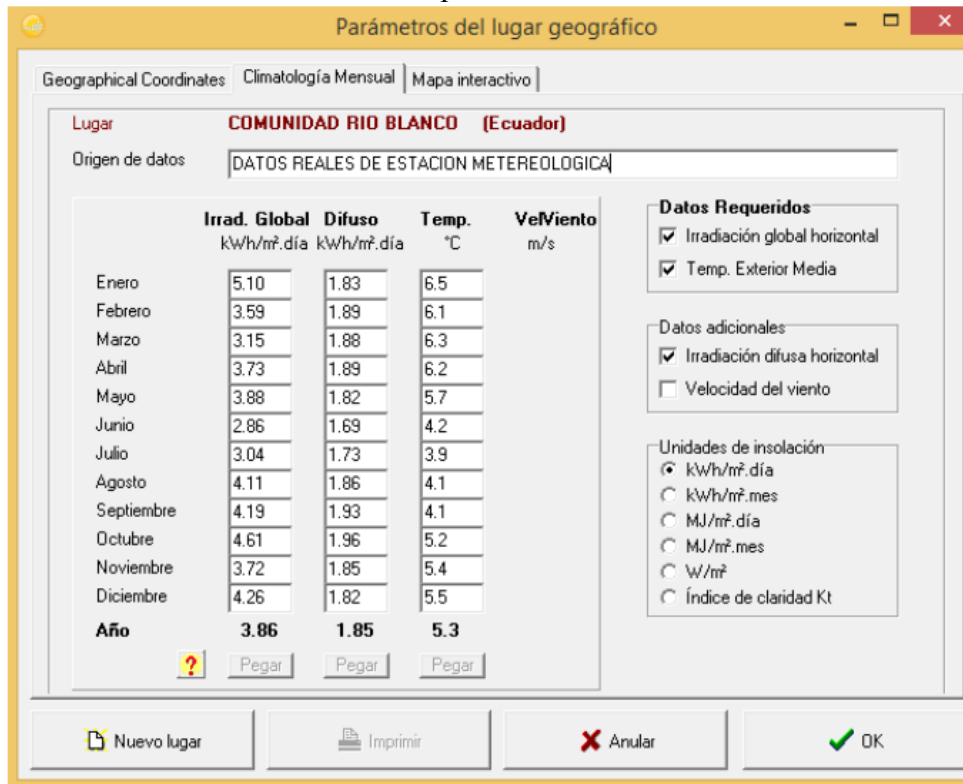 Parámetros del lugar geográfico
Geographical Coordinates Climatología Mensual Mapa interactivo
Lugar COMUNIDAD RIO BLANCO (Ecuador)
Origen de datos DATOS REALES DE ESTACION METEREOLOGICA
Irrad. Global Difuso Temp. VelViento
kWh/m².día kWh/m².día °C m/s
Enero 5.10 1.83 6.5
Febrero 3.59 1.89 6.1
Marzo 3.15 1.88 6.3
Abril 3.73 1.89 6.2
Mayo 3.88 1.82 5.7
Junio 2.86 1.69 4.2
Julio 3.04 1.73 3.9
Agosto 4.11 1.86 4.1
Septiembre 4.19 1.93 4.1
Octubre 4.61 1.96 5.2
Noviembre 3.72 1.85 5.4
Diciembre 4.26 1.82 5.5
Año 3.86 1.85 5.3
? Pegar Pegar Pegar
Datos Requeridos
Irradiación global horizontal
Temp. Exterior Media
Datos adicionales
Irradiación difusa horizontal
Velocidad del viento
Unidades de insolación
kWh/m².día
kWh/m².mes
MJ/m².día
MJ/m².mes
W/m²
Índice de claridad Kt
Nuevo lugar Imprimir Anular OK